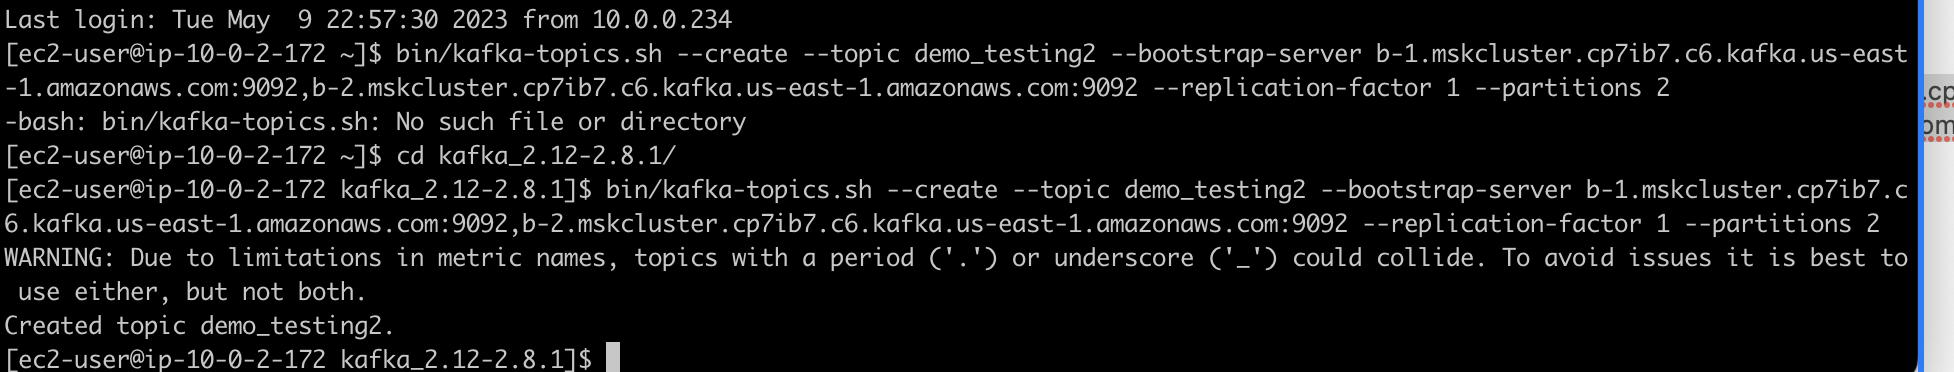 Last login: Tue May  9 22:57:30 2023 from 10.0.0.234
[ec2-user@ip-10-0-2-172 ~]$ bin/kafka-topics.sh --create --topic demo_testing2 --bootstrap-server b-1.mskcluster.cp7ib7.c6.kafka.us-east
-1.amazonaws.com:9092,b-2.mskcluster.cp7ib7.c6.kafka.us-east-1.amazonaws.com:9092 --replication-factor 1 --partitions 2
-bash: bin/kafka-topics.sh: No such file or directory
[ec2-user@ip-10-0-2-172 ~]$ cd kafka_2.12-2.8.1/
[ec2-user@ip-10-0-2-172 kafka_2.12-2.8.1]$ bin/kafka-topics.sh --create --topic demo_testing2 --bootstrap-server b-1.mskcluster.cp7ib7.c
6.kafka.us-east-1.amazonaws.com:9092,b-2.mskcluster.cp7ib7.c6.kafka.us-east-1.amazonaws.com:9092 --replication-factor 1 --partitions 2
WARNING: Due to limitations in metric names, topics with a period ('.') or underscore ('_') could collide. To avoid issues it is best to
 use either, but not both.
Created topic demo_testing2.
[ec2-user@ip-10-0-2-172 kafka_2.12-2.8.1]$
.cp